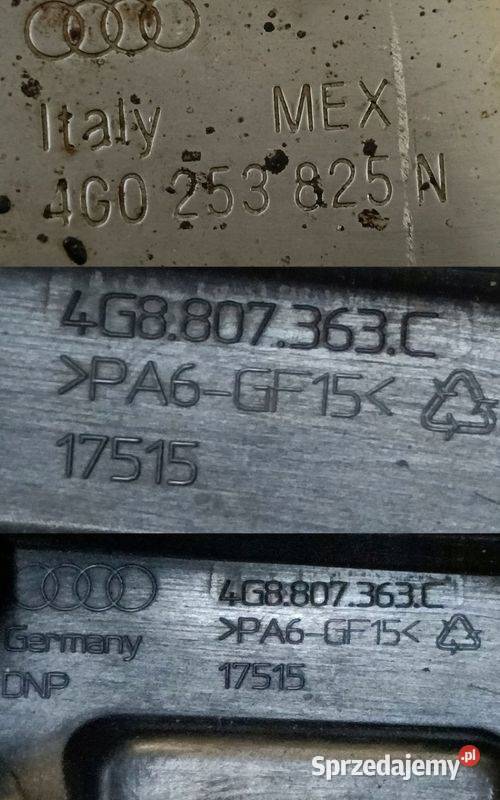 Italy MEX
4G0 253 825 N
4G8.807.363.C
>PA6-GF15<
17515
4G8.807.363.C
Germany >PA6-GF15<
DNP 17515
Sprzedajemy.pl